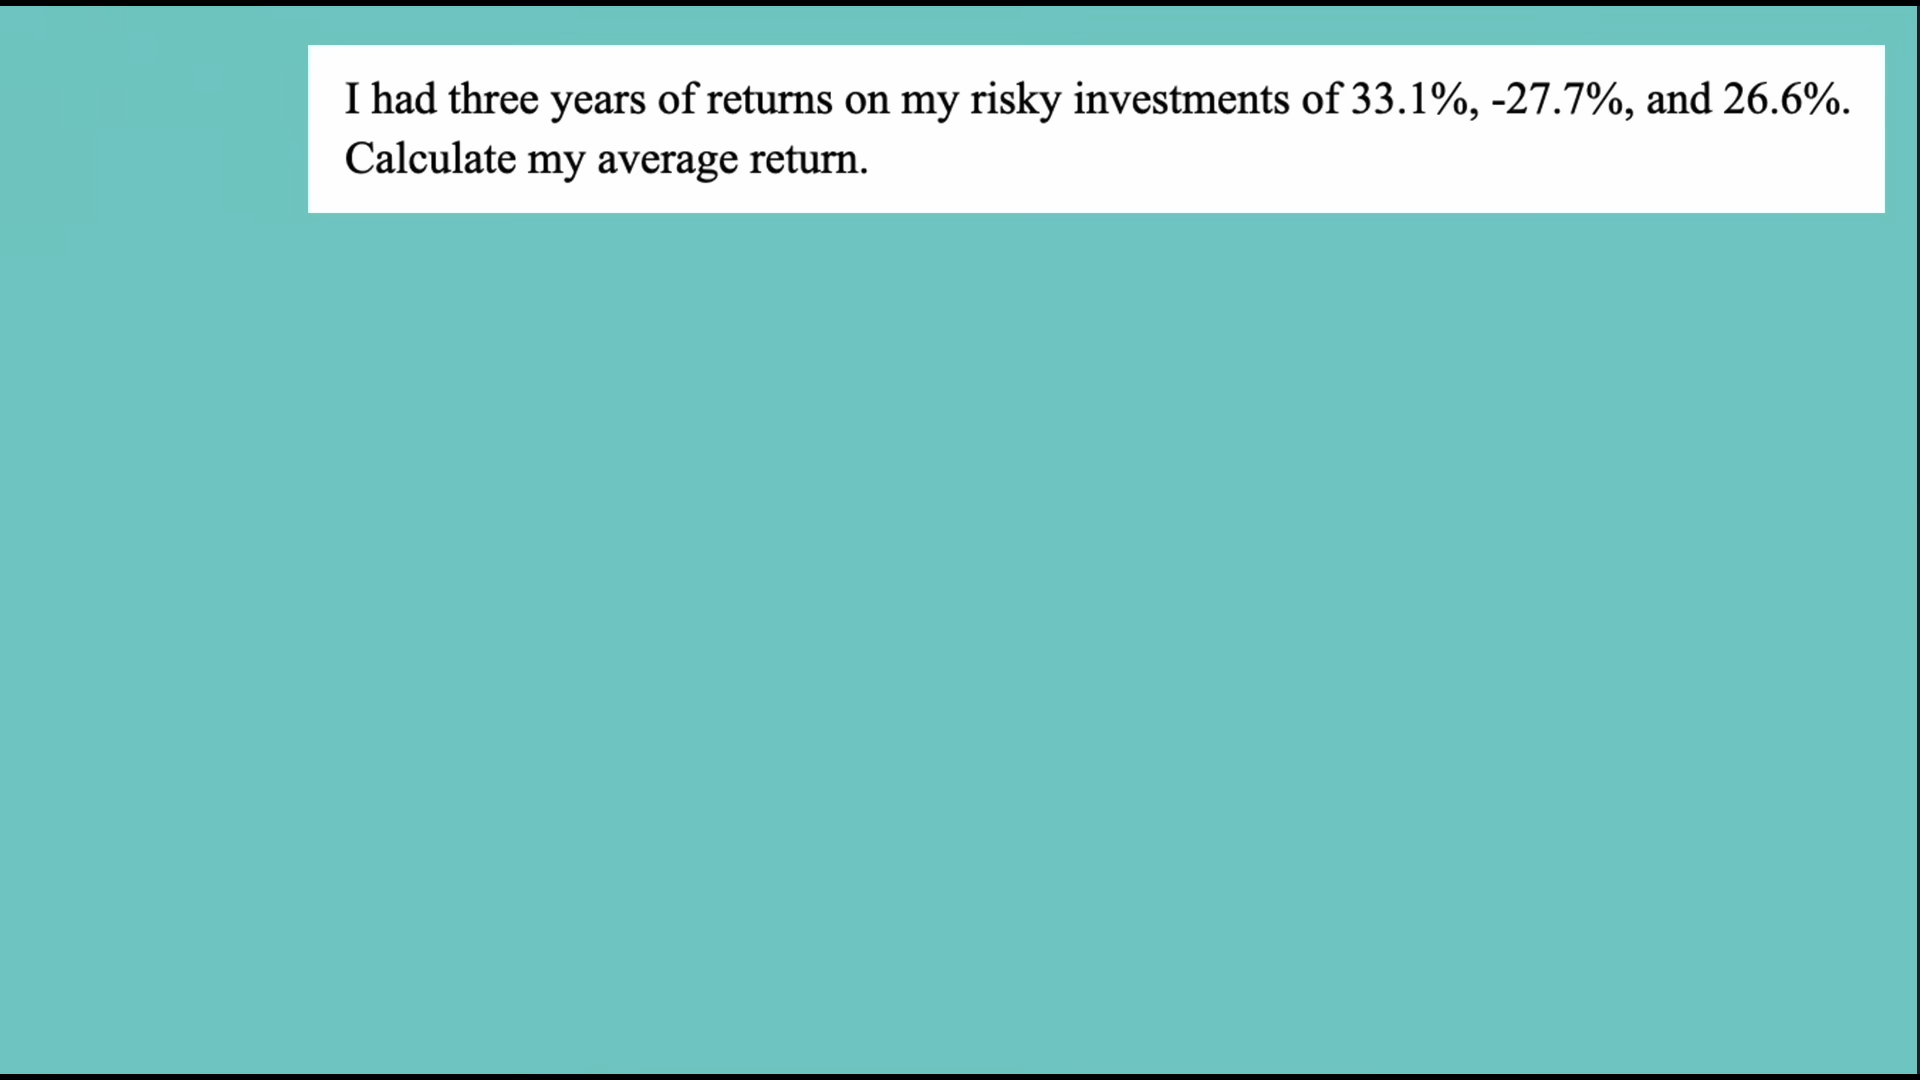 I had three years of returns on my risky investments of 33.1%, -27.7%, and 26.6%.
Calculate my average return.